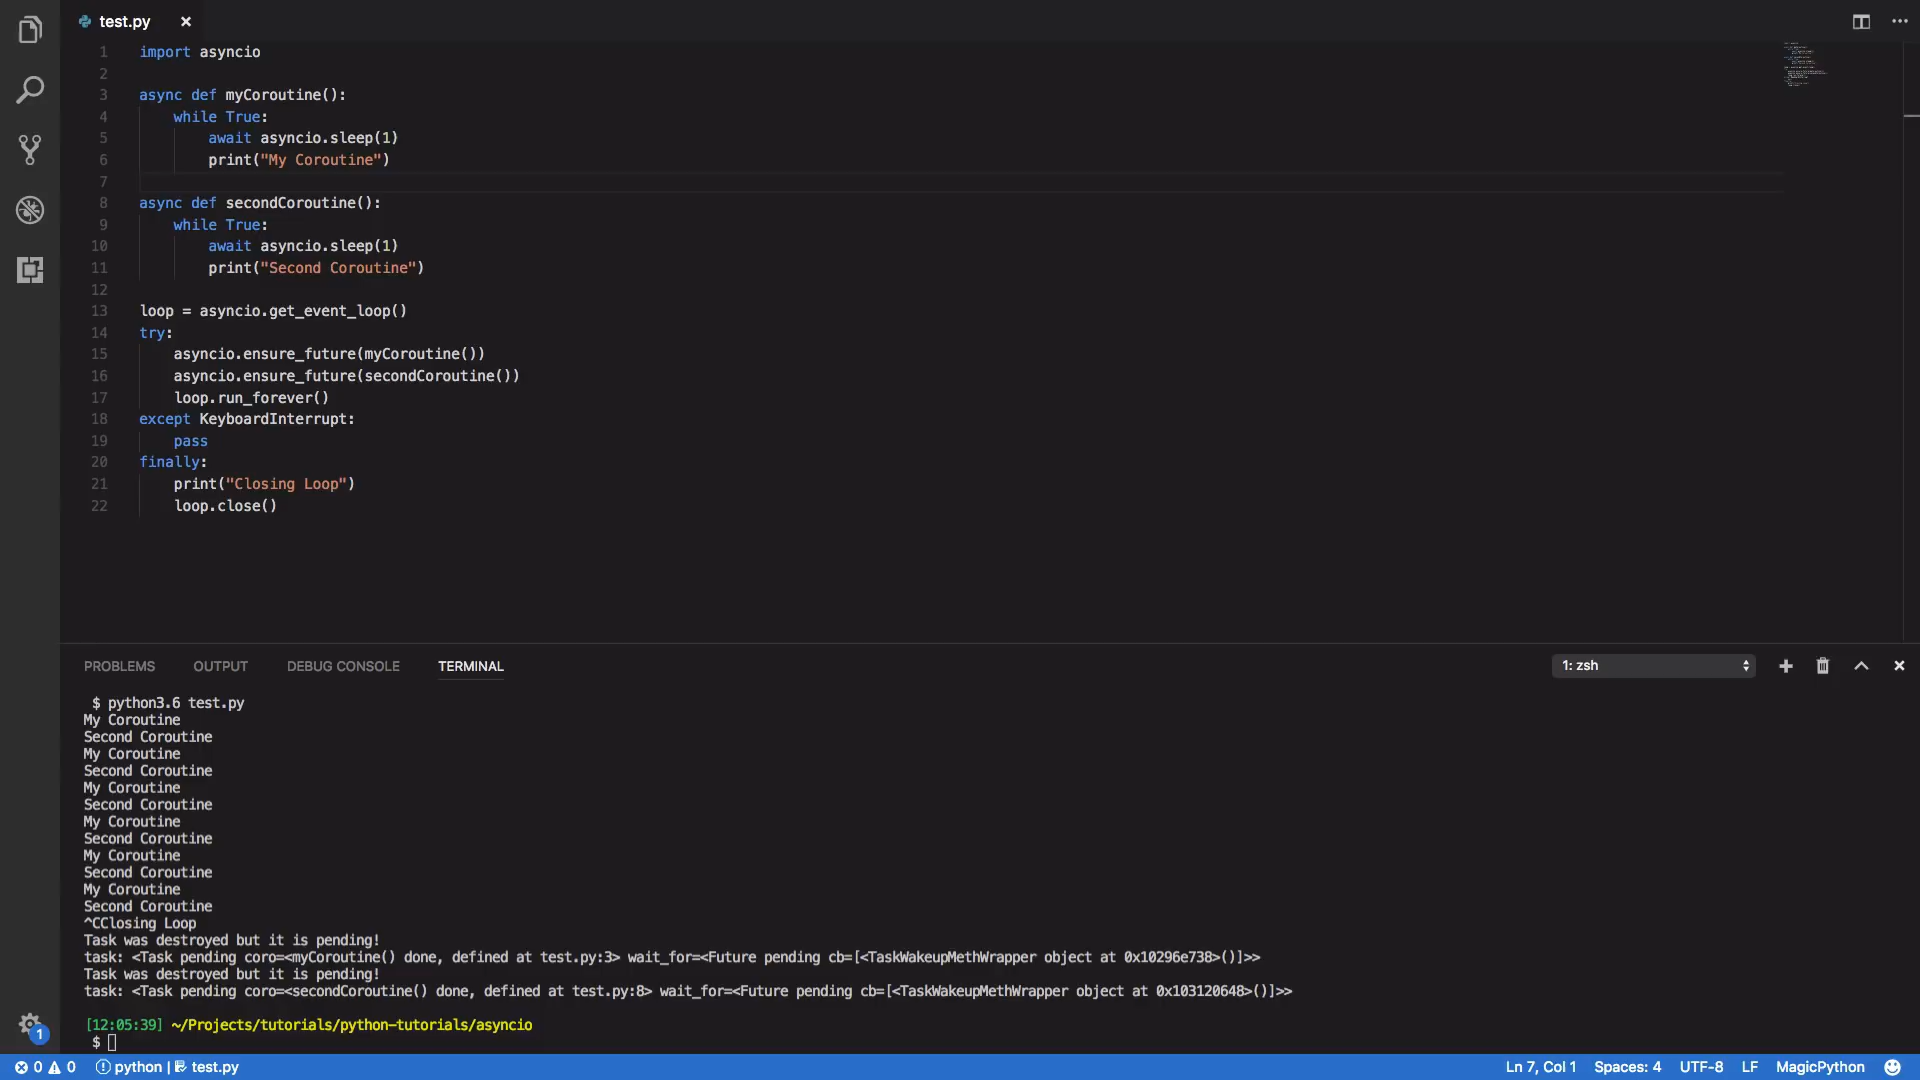 test.py
1 import asyncio
2
3 async def myCoroutine():
4 while True:
5 await asyncio.sleep(1)
6 print("My Coroutine")
7
8 async def secondCoroutine():
9 while True:
10 await asyncio.sleep(1)
11 print("Second Coroutine")
12
13 loop = asyncio.get_event_loop()
14 try:
15 asyncio.ensure_future(myCoroutine())
16 asyncio.ensure_future(secondCoroutine())
17 loop.run_forever()
18 except KeyboardInterrupt:
19 pass
20 finally:
21 print("Closing Loop")
22 loop.close()
PROBLEMS OUTPUT DEBUG CONSOLE TERMINAL 1: zsh
$ python3.6 test.py
My Coroutine
Second Coroutine
My Coroutine
Second Coroutine
My Coroutine
Second Coroutine
My Coroutine
Second Coroutine
My Coroutine
Second Coroutine
My Coroutine
Second Coroutine
^CClosing Loop
Task was destroyed but it is pending!
task: <Task pending coro=<myCoroutine() done, defined at test.py:3> wait_for=<Future pending cb=[<TaskWakeupMethWrapper object at 0x10296e738>()]>>
Task was destroyed but it is pending!
task: <Task pending coro=<secondCoroutine() done, defined at test.py:8> wait_for=<Future pending cb=[<TaskWakeupMethWrapper object at 0x103120648>()]>>
[12:05:39] ~/Projects/tutorials/python-tutorials/asyncio
$
1
0 0 python | test.py Ln 7, Col 1 Spaces: 4 UTF-8 LF MagicPython